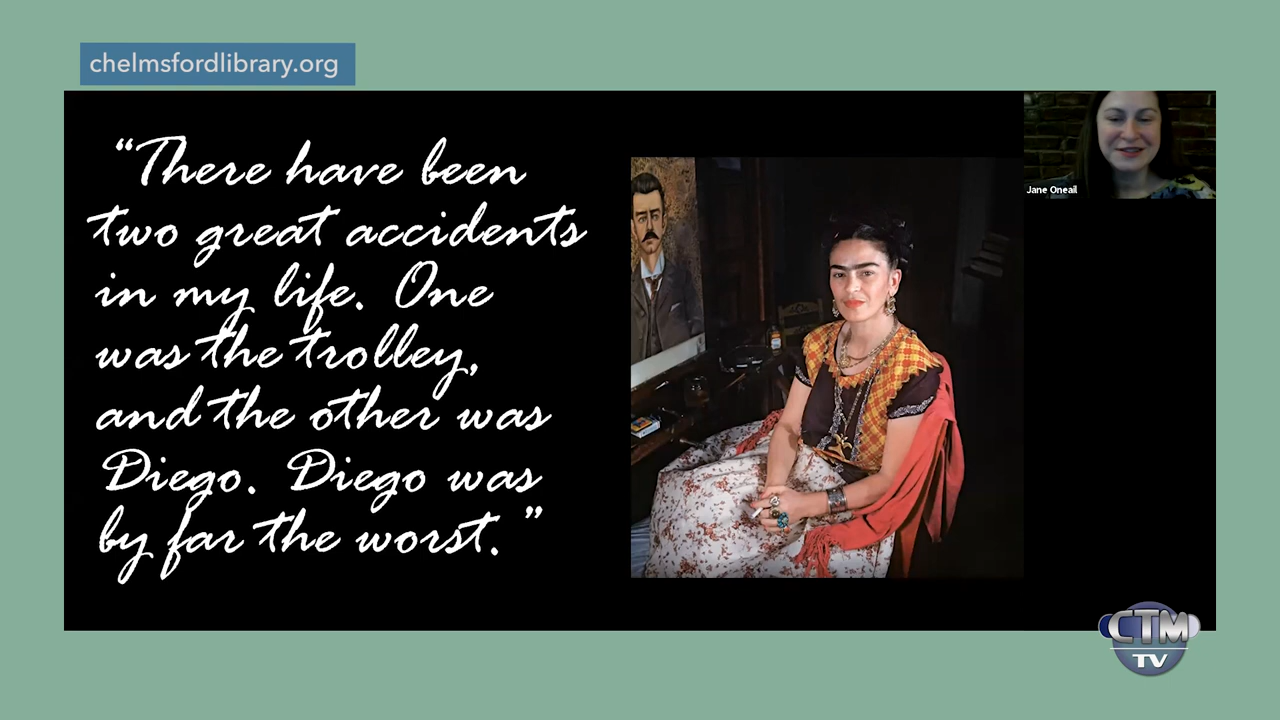 chelmsfordlibrary.org
“There have been
two great accidents
in my life. One
was the trolley,
and the other was
Diego. Diego was
by far the worst.”
Jane Oneail
CTM
TV